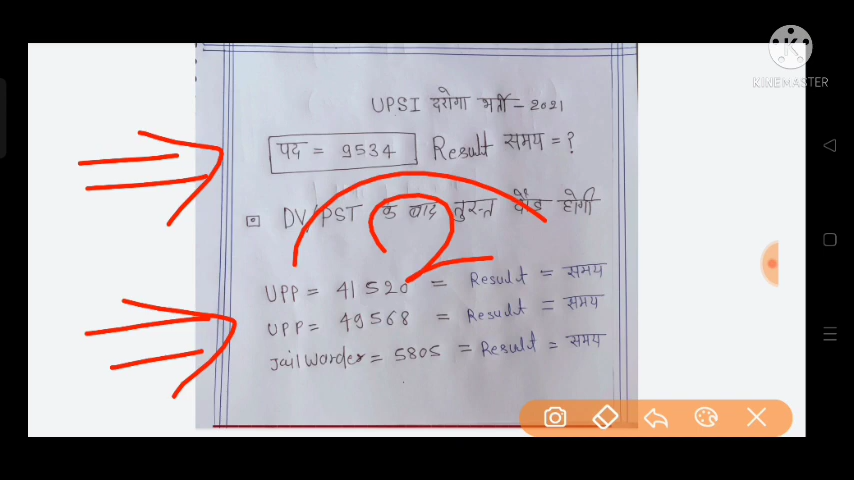 KINEMASTER
UPSI दरोगा भर्ती - 2021
पद = 9534 Result समय = ?
DV/PST के बाद तुरन्त दौड होगी
2
UPP = 41520 = Result = समय
UPP = 49568 = Result = समय
Jail Warder = 5805 = Result = समय